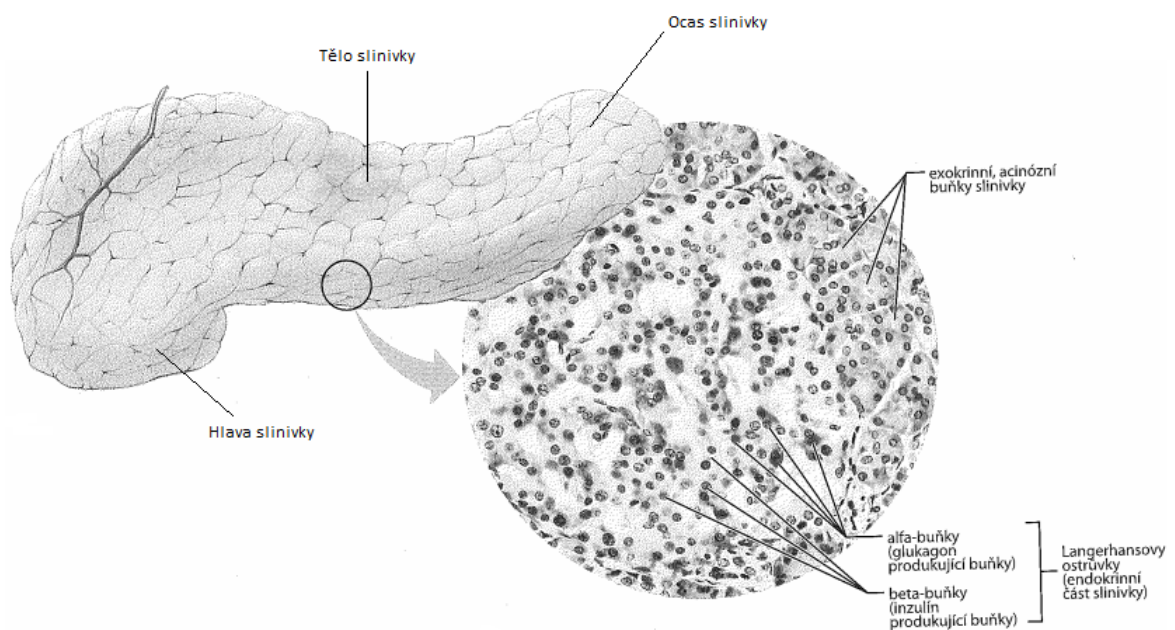 Ocas slinivky
Tělo slinivky
exokrinní, acinózní
buňky slinivky
Hlava slinivky
alfa-buňky
(glukagon
produkující buňky)
beta-buňky
(inzulín
produkující buňky)
Langerhansovy
ostrůvky
(endokrinní
část slinivky)